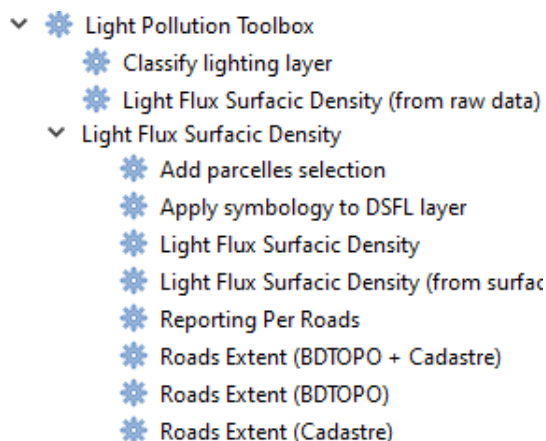 Light Pollution Toolbox
Classify lighting layer
Light Flux Surfacic Density (from raw data)
Light Flux Surfacic Density
Add parcelles selection
Apply symbology to DSFL layer
Light Flux Surfacic Density
Light Flux Surfacic Density (from
Reporting Per Roads
Roads Extent (BDTOPO + Cadastre)
Roads Extent (BDTOPO)
Roads Extent (Cadastre)